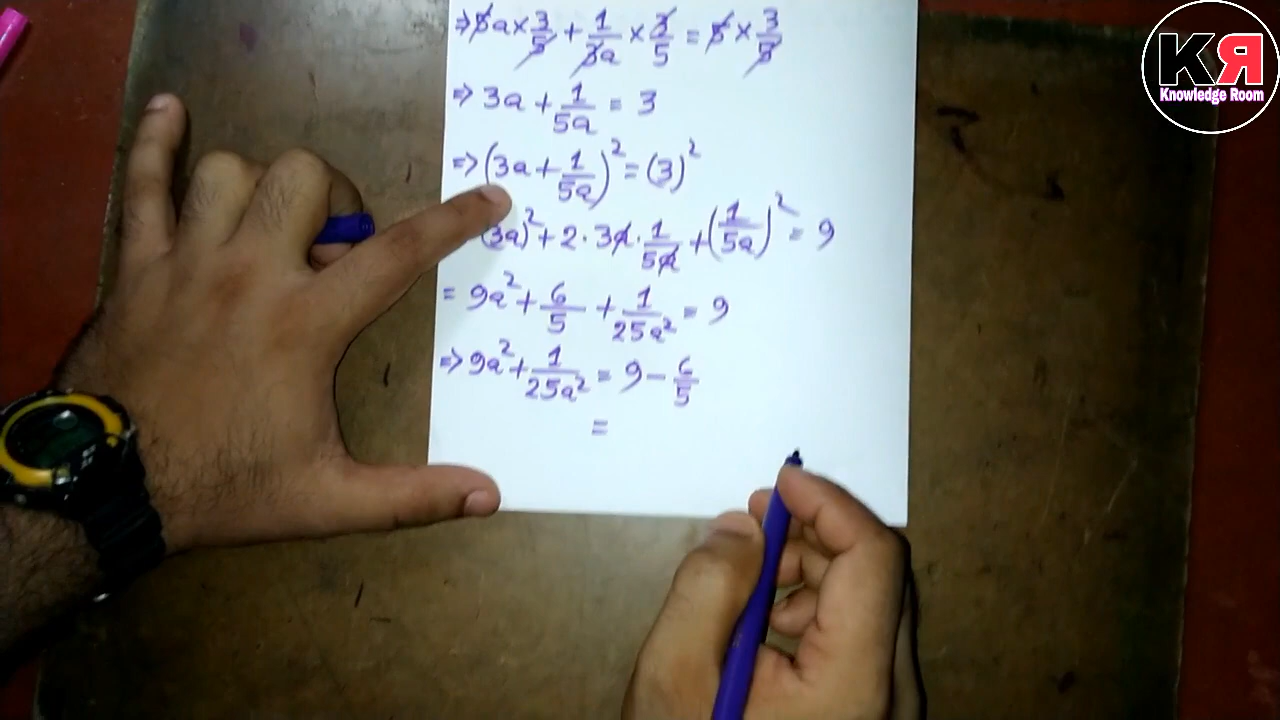 ⇒ 5a × 3/5 + 1/3a × 3/5 = 5 × 3/5
⇒ 3a + 1/5a = 3
⇒ (3a + 1/5a)² = (3)²
(3a)² + 2·3a·1/5a + (1/5a)² = 9
= 9a² + 6/5 + 1/25a² = 9
⇒ 9a² + 1/25a² = 9 − 6/5
=
KЯ
Knowledge Room